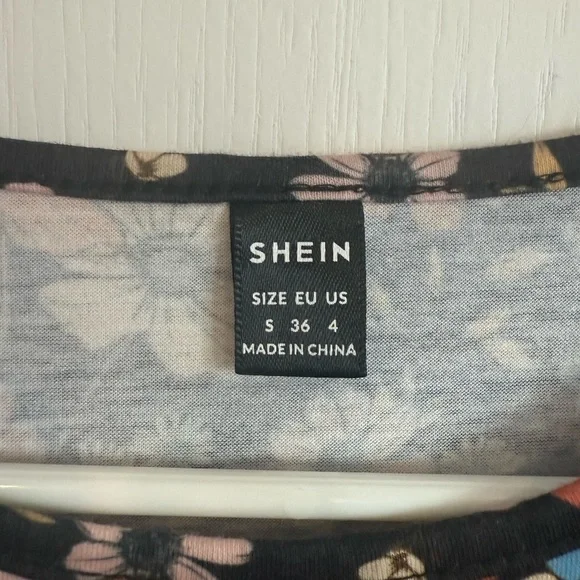 SHEIN
SIZE EU US
S 36 4
MADE IN CHINA